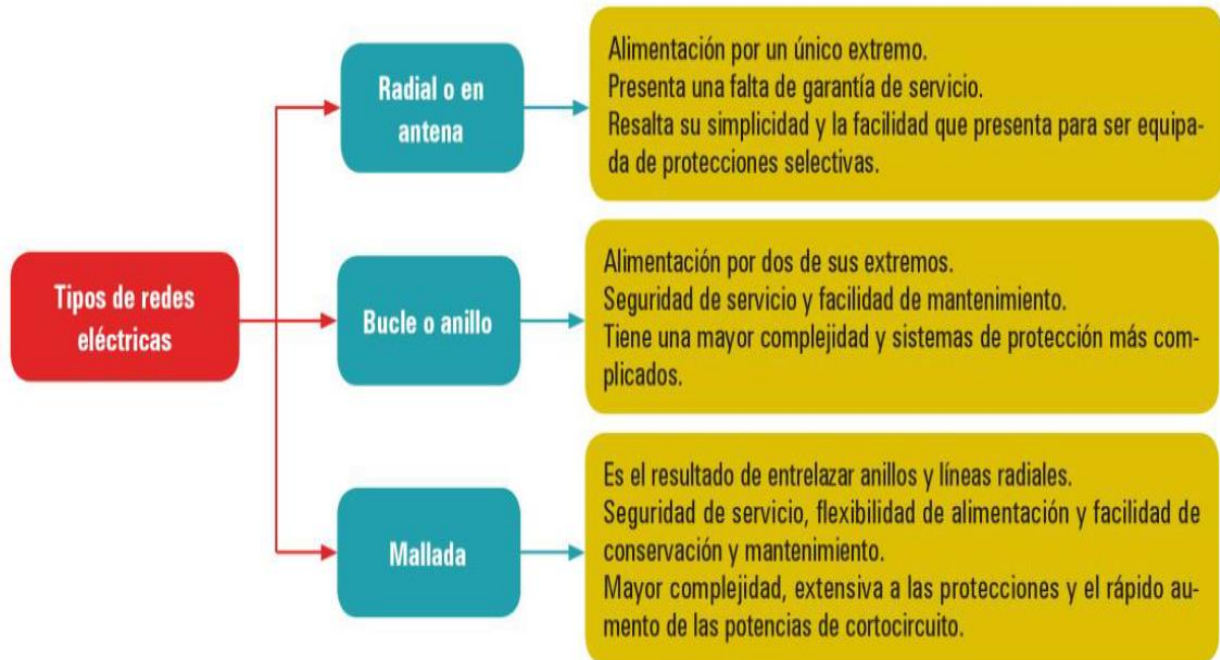 Tipos de redes
eléctricas
Radial o en
antena
Alimentación por un único extremo.
Presenta una falta de garantía de servicio.
Resalta su simplicidad y la facilidad que presenta para ser equipa-
da de protecciones selectivas.
Bucle o anillo
Alimentación por dos de sus extremos.
Seguridad de servicio y facilidad de mantenimiento.
Tiene una mayor complejidad y sistemas de protección más com-
plicados.
Mallada
Es el resultado de entrelazar anillos y líneas radiales.
Seguridad de servicio, flexibilidad de alimentación y facilidad de
conservación y mantenimiento.
Mayor complejidad, extensiva a las protecciones y el rápido au-
mento de las potencias de cortocircuito.